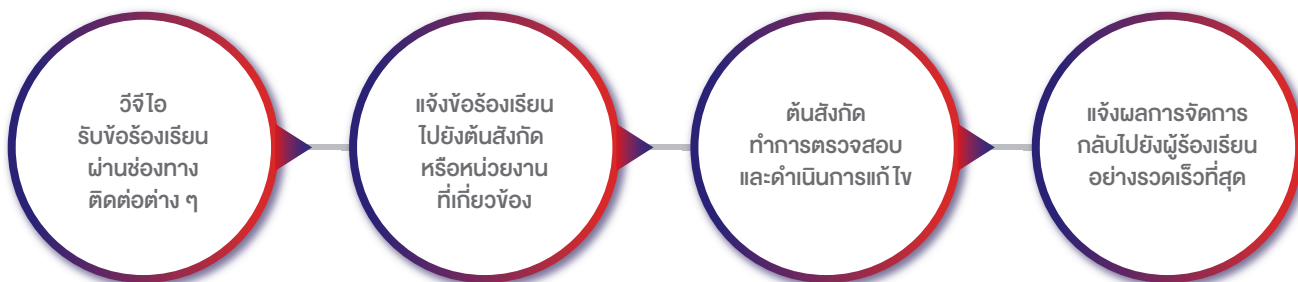 วีจีไอ
รับข้อร้องเรียน
ผ่านช่องทาง
ติดต่อต่าง ๆ
แจ้งข้อร้องเรียน
ไปยังต้นสังกัด
หรือหน่วยงาน
ที่เกี่ยวข้อง
ต้นสังกัด
ทำการตรวจสอบ
และดำเนินการแก้ไข
แจ้งผลการจัดการ
กลับไปยังผู้ร้องเรียน
อย่างรวดเร็วที่สุด